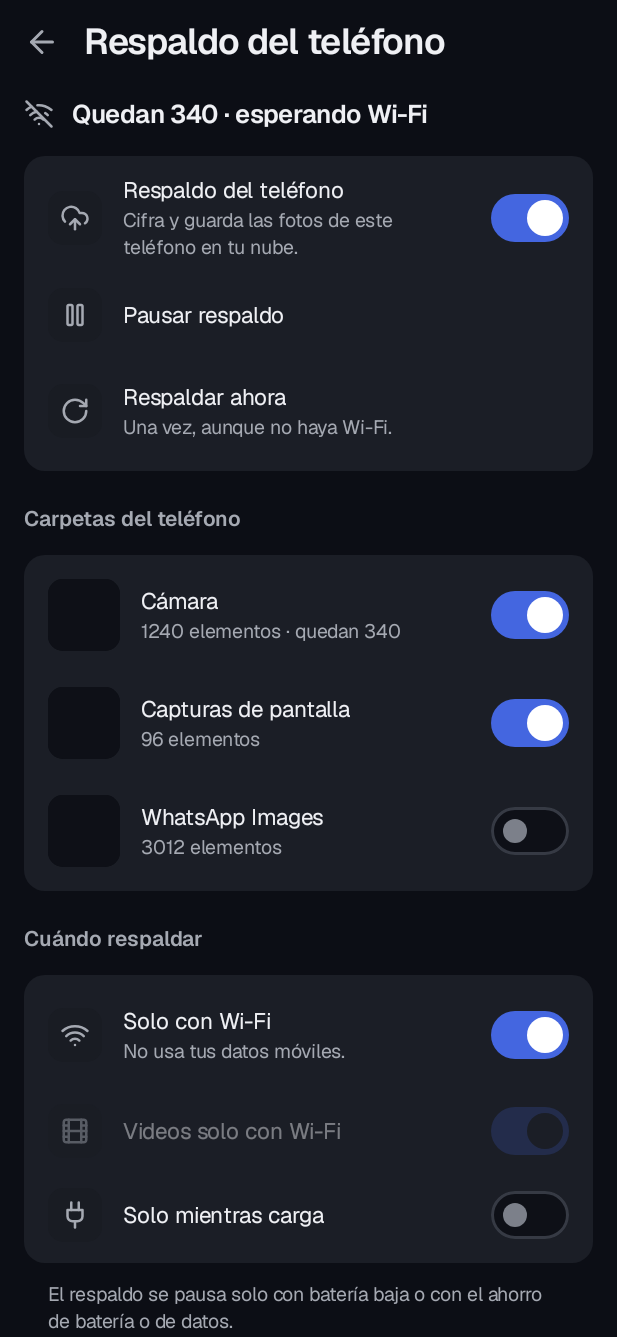 Respaldo del teléfono
Quedan 340 · esperando Wi-Fi
Respaldo del teléfono
Cifra y guarda las fotos de este
teléfono en tu nube.
Pausar respaldo
Respaldar ahora
Una vez, aunque no haya Wi-Fi.
Carpetas del teléfono
Cámara
1240 elementos · quedan 340
Capturas de pantalla
96 elementos
WhatsApp Images
3012 elementos
Cuándo respaldar
Solo con Wi-Fi
No usa tus datos móviles.
Videos solo con Wi-Fi
Solo mientras carga
El respaldo se pausa solo con batería baja o con el ahorro
de batería o de datos.